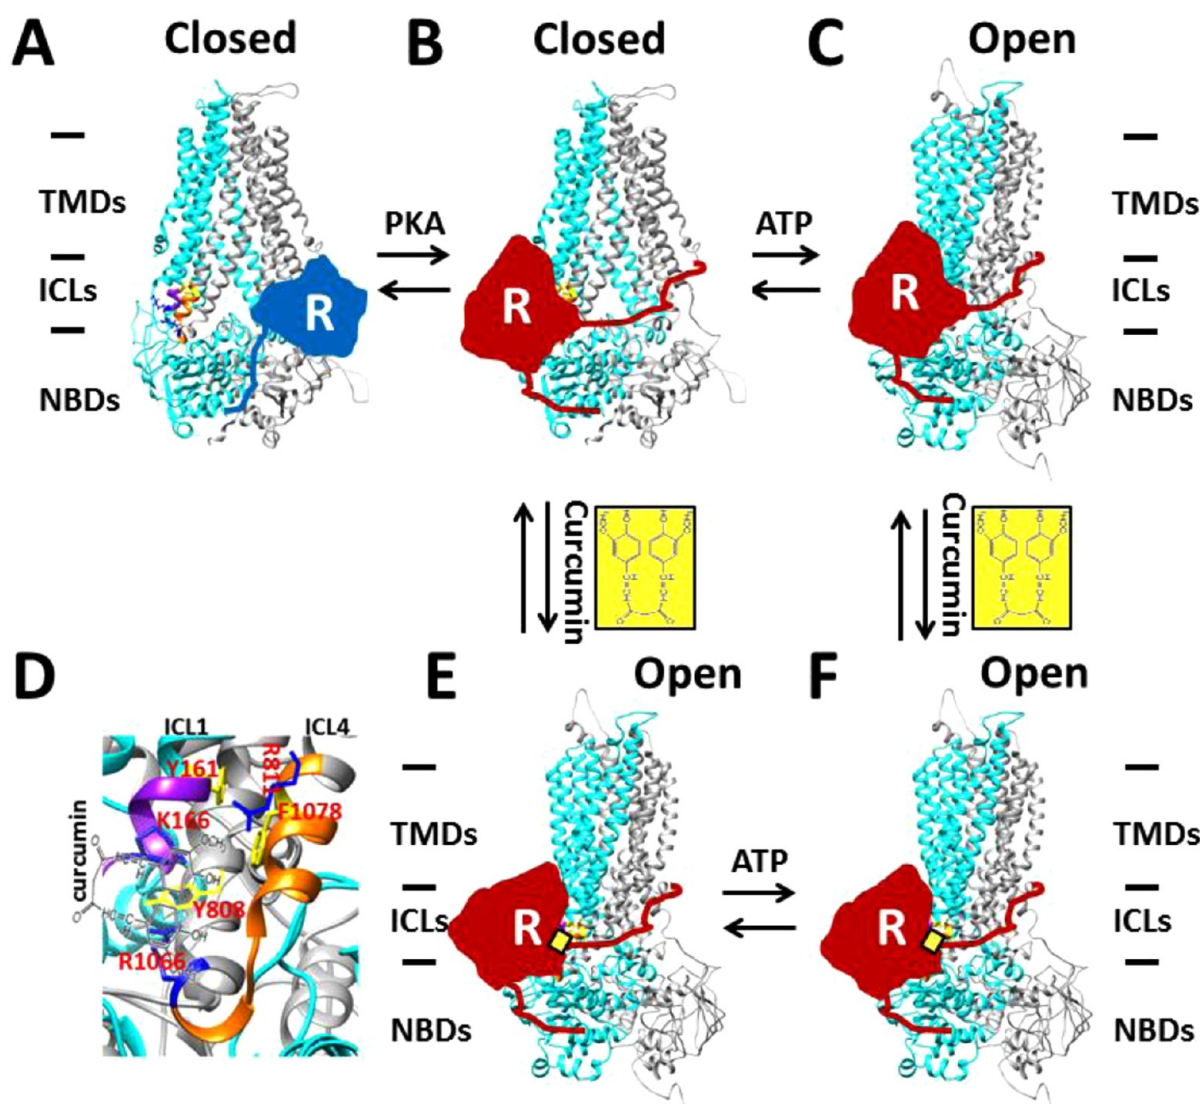 A
Closed
B
Closed
C
Open
TMDs
ICLs
NBDs
R
PKA
R
ATP
R
TMDs
ICLs
NBDs
Curcumin
Curcumin
D
E
Open
F
Open
ICL1
ICL4
Y161
R811
K166
F1078
curcumin
Y808
R1066
TMDs
ICLs
NBDs
R
ATP
R
TMDs
ICLs
NBDs